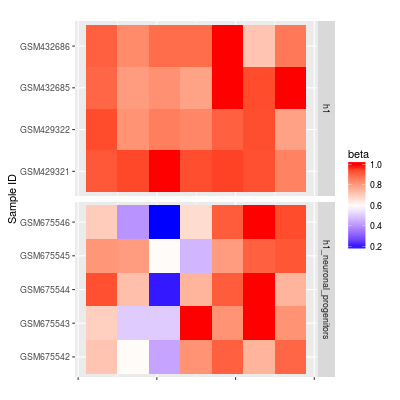 GSM432686
GSM432685
GSM429322
GSM429321
h1
GSM675546
GSM675545
GSM675544
GSM675543
GSM675542
h1_neuronal_progenitors
Sample ID
beta
1.0
0.8
0.6
0.4
0.2